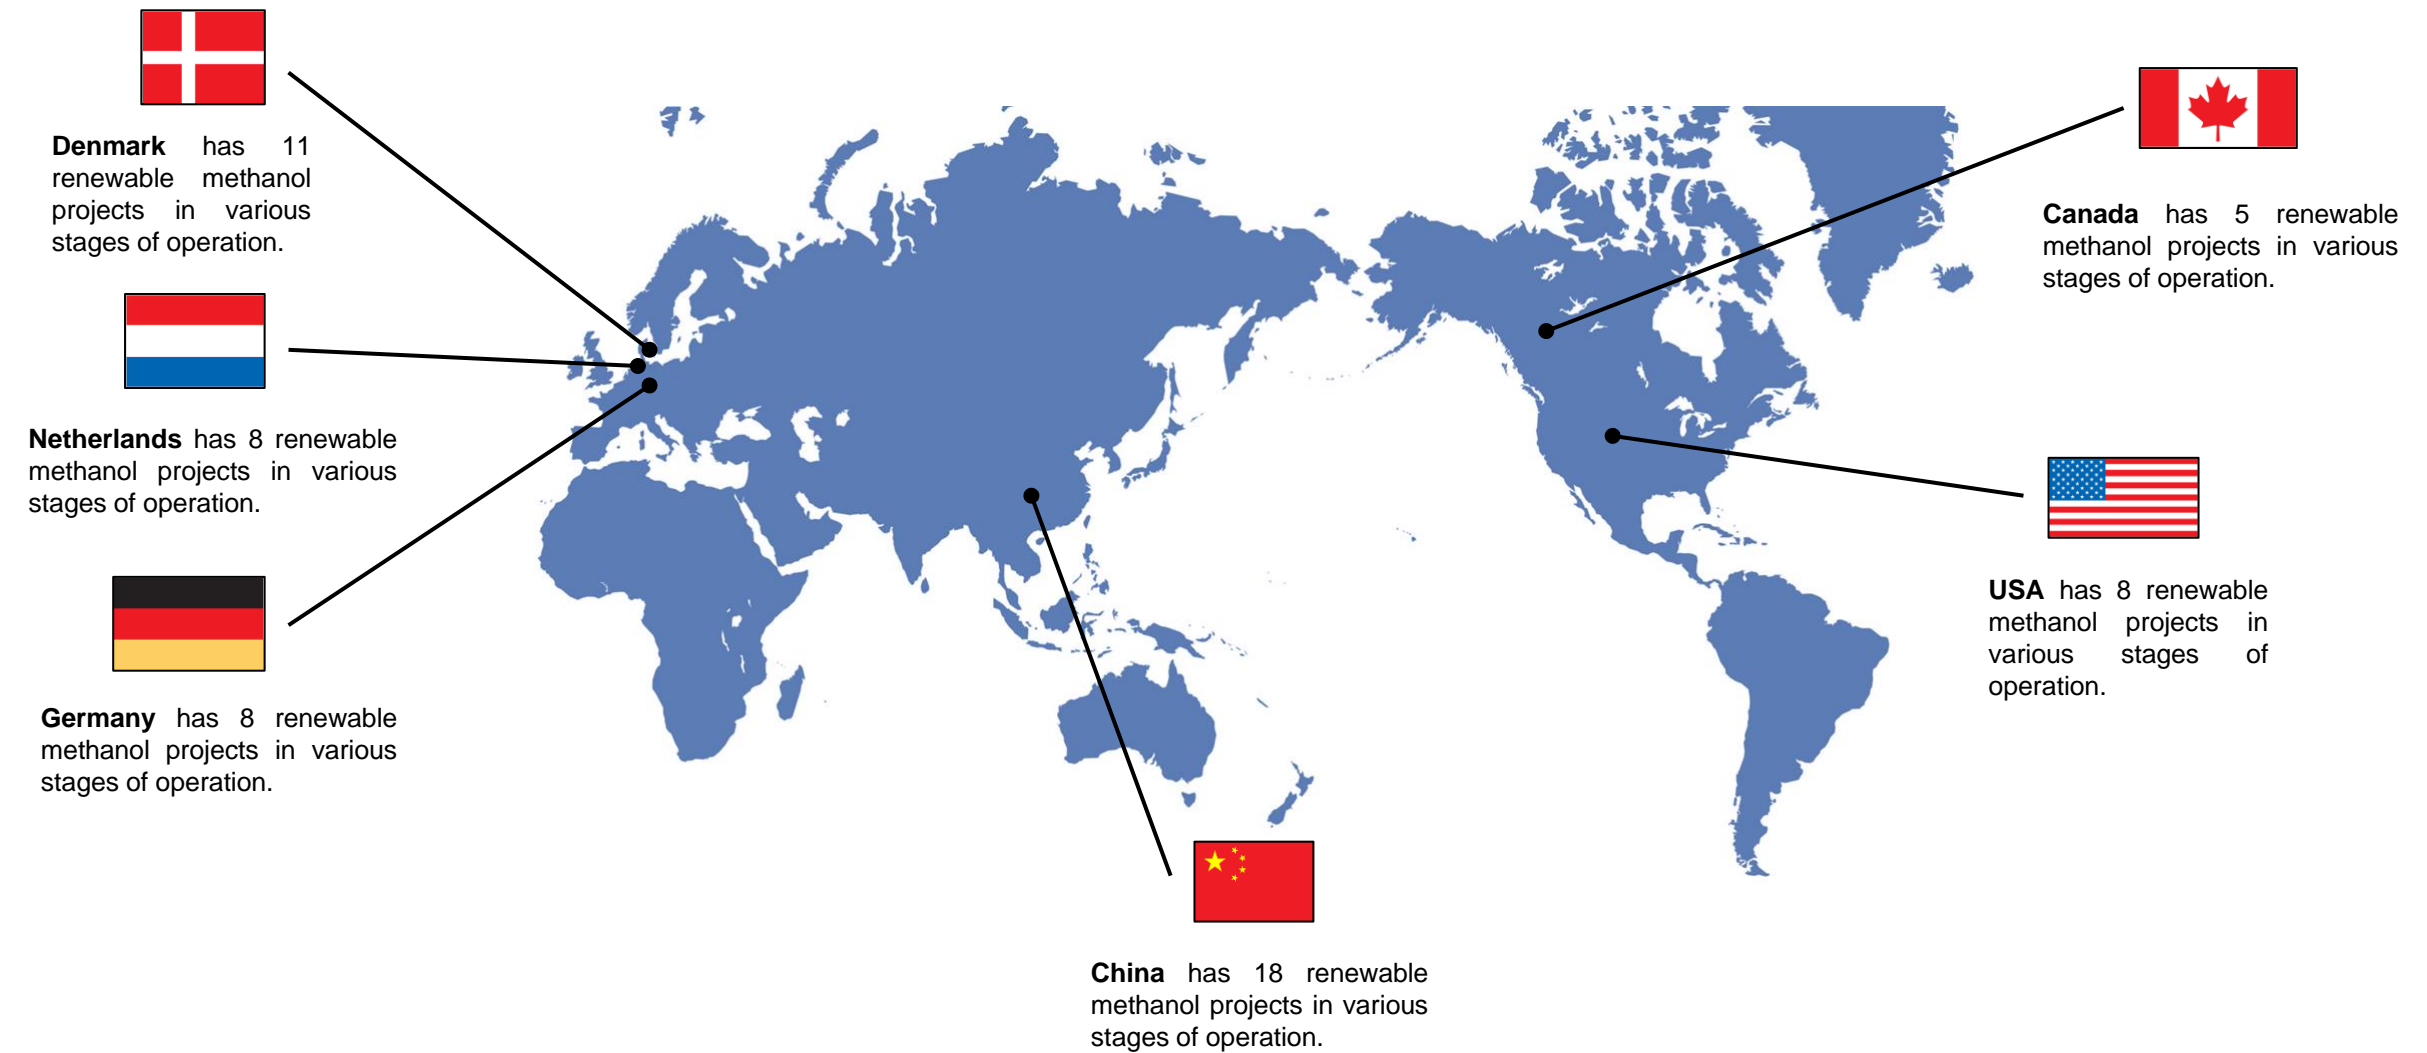 Denmark has 11
renewable methanol
projects in various
stages of operation.
Netherlands has 8 renewable
methanol projects in various
stages of operation.
Germany has 8 renewable
methanol projects in various
stages of operation.
China has 18 renewable
methanol projects in various
stages of operation.
Canada has 5 renewable
methanol projects in various
stages of operation.
USA has 8 renewable
methanol projects in
various stages of
operation.